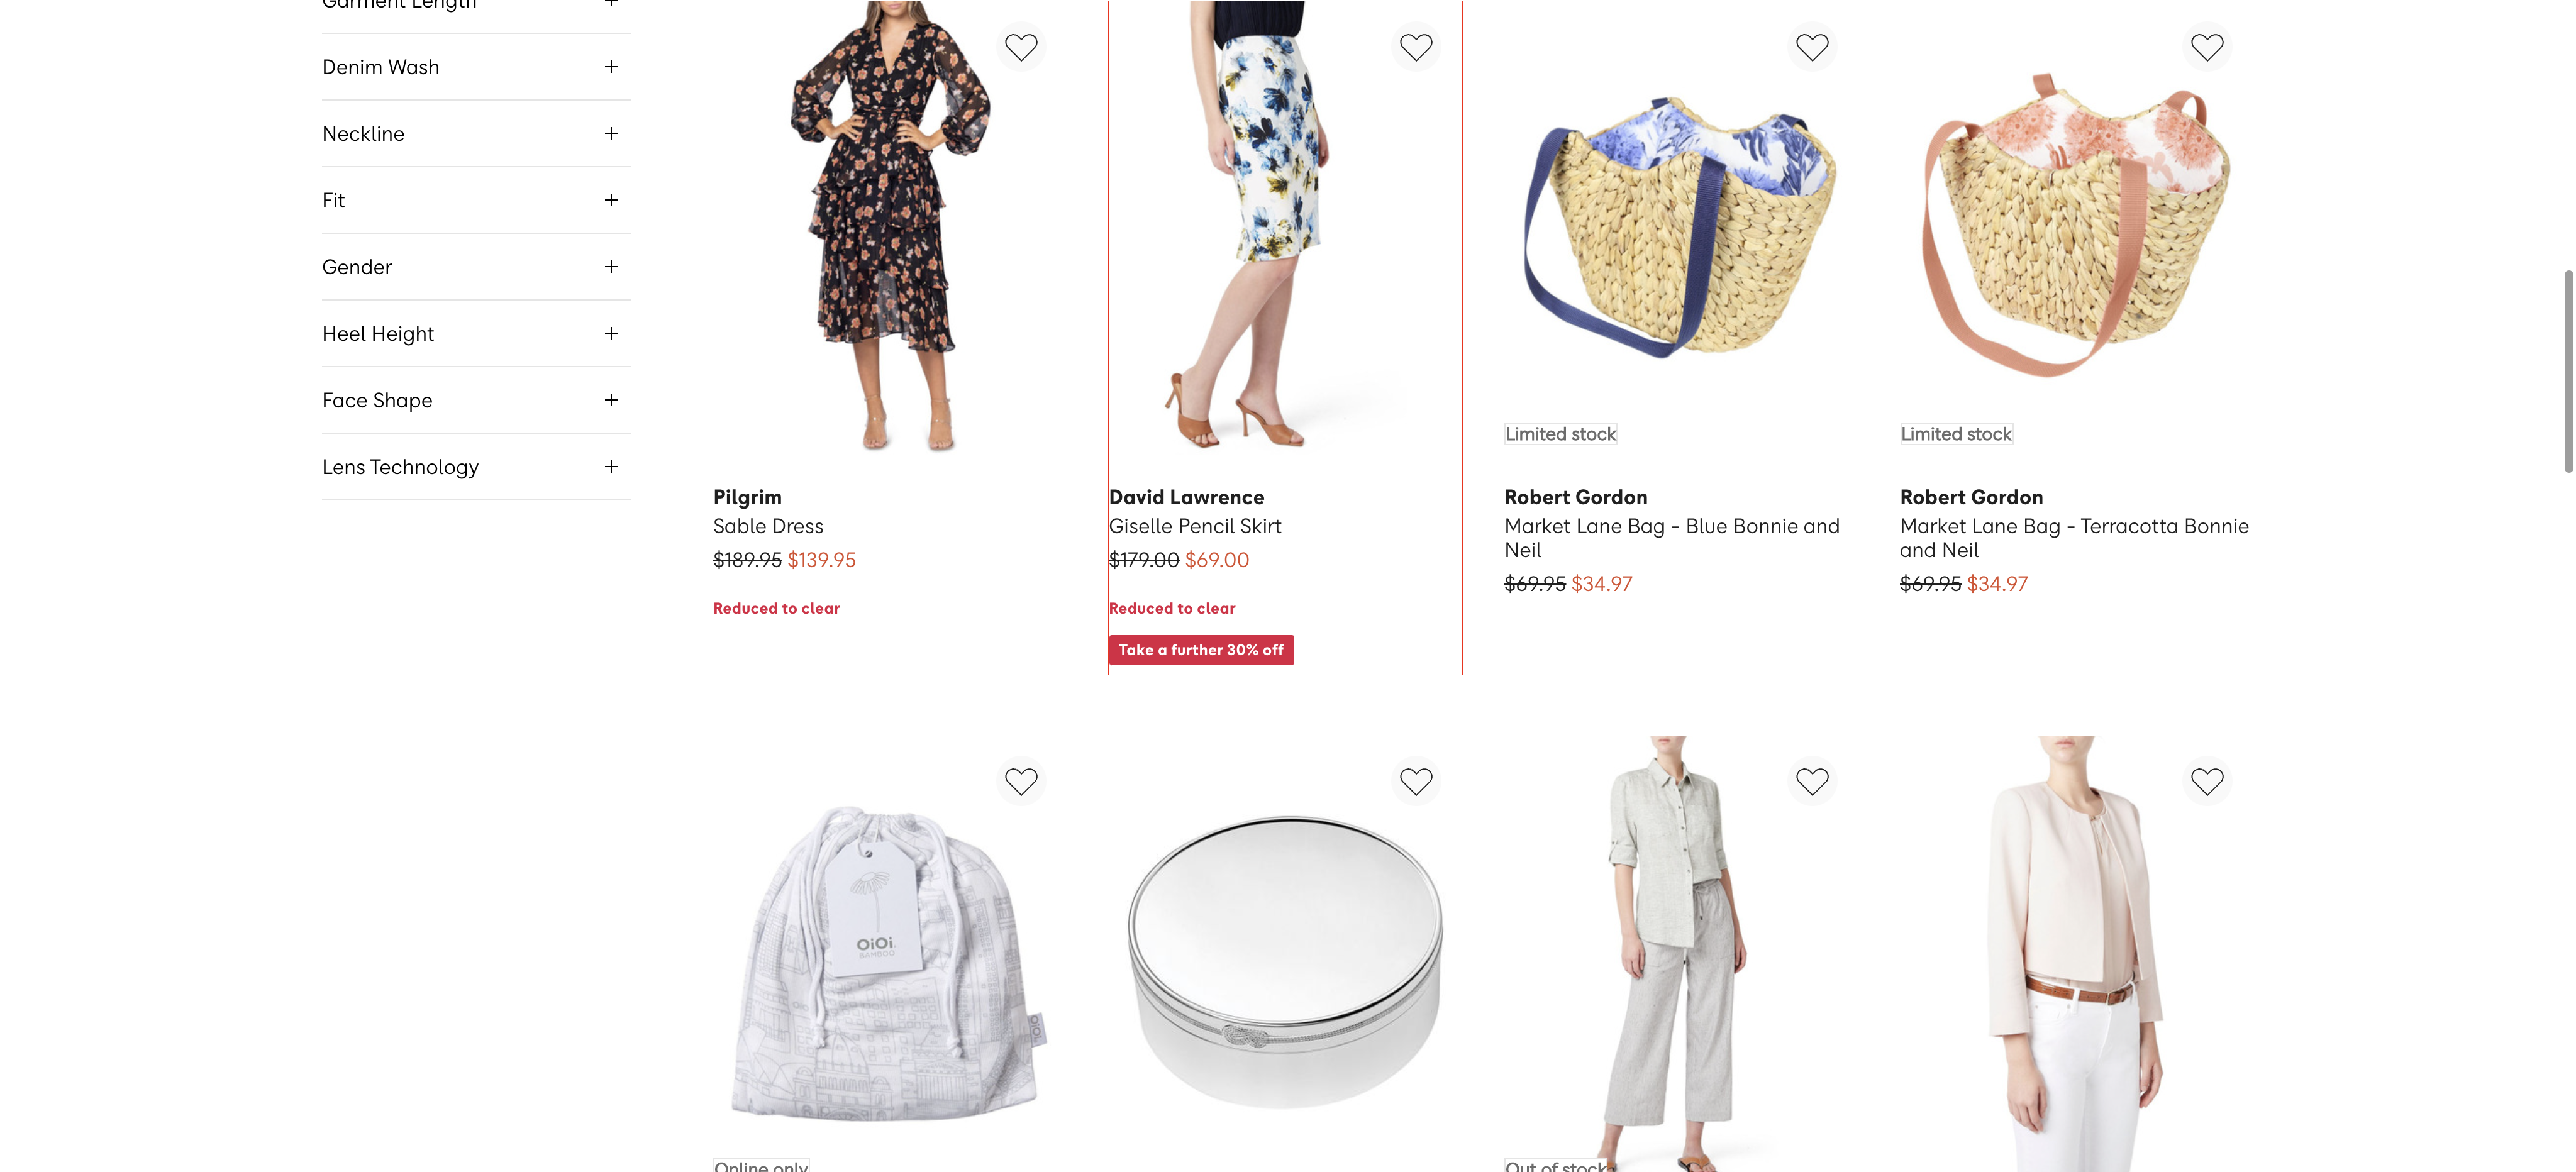 Garment Length
Denim Wash
Neckline
Fit
Gender
Heel Height
Face Shape
Lens Technology
Pilgrim
Sable Dress
$189.95 $139.95
Reduced to clear
David Lawrence
Giselle Pencil Skirt
$179.00 $69.00
Reduced to clear
Take a further 30% off
Limited stock
Robert Gordon
Market Lane Bag - Blue Bonnie and
Neil
$69.95 $34.97
Limited stock
Robert Gordon
Market Lane Bag - Terracotta Bonnie
and Neil
$69.95 $34.97
OiOi.
BAMBOO
OiOi
Online only
Out of stock